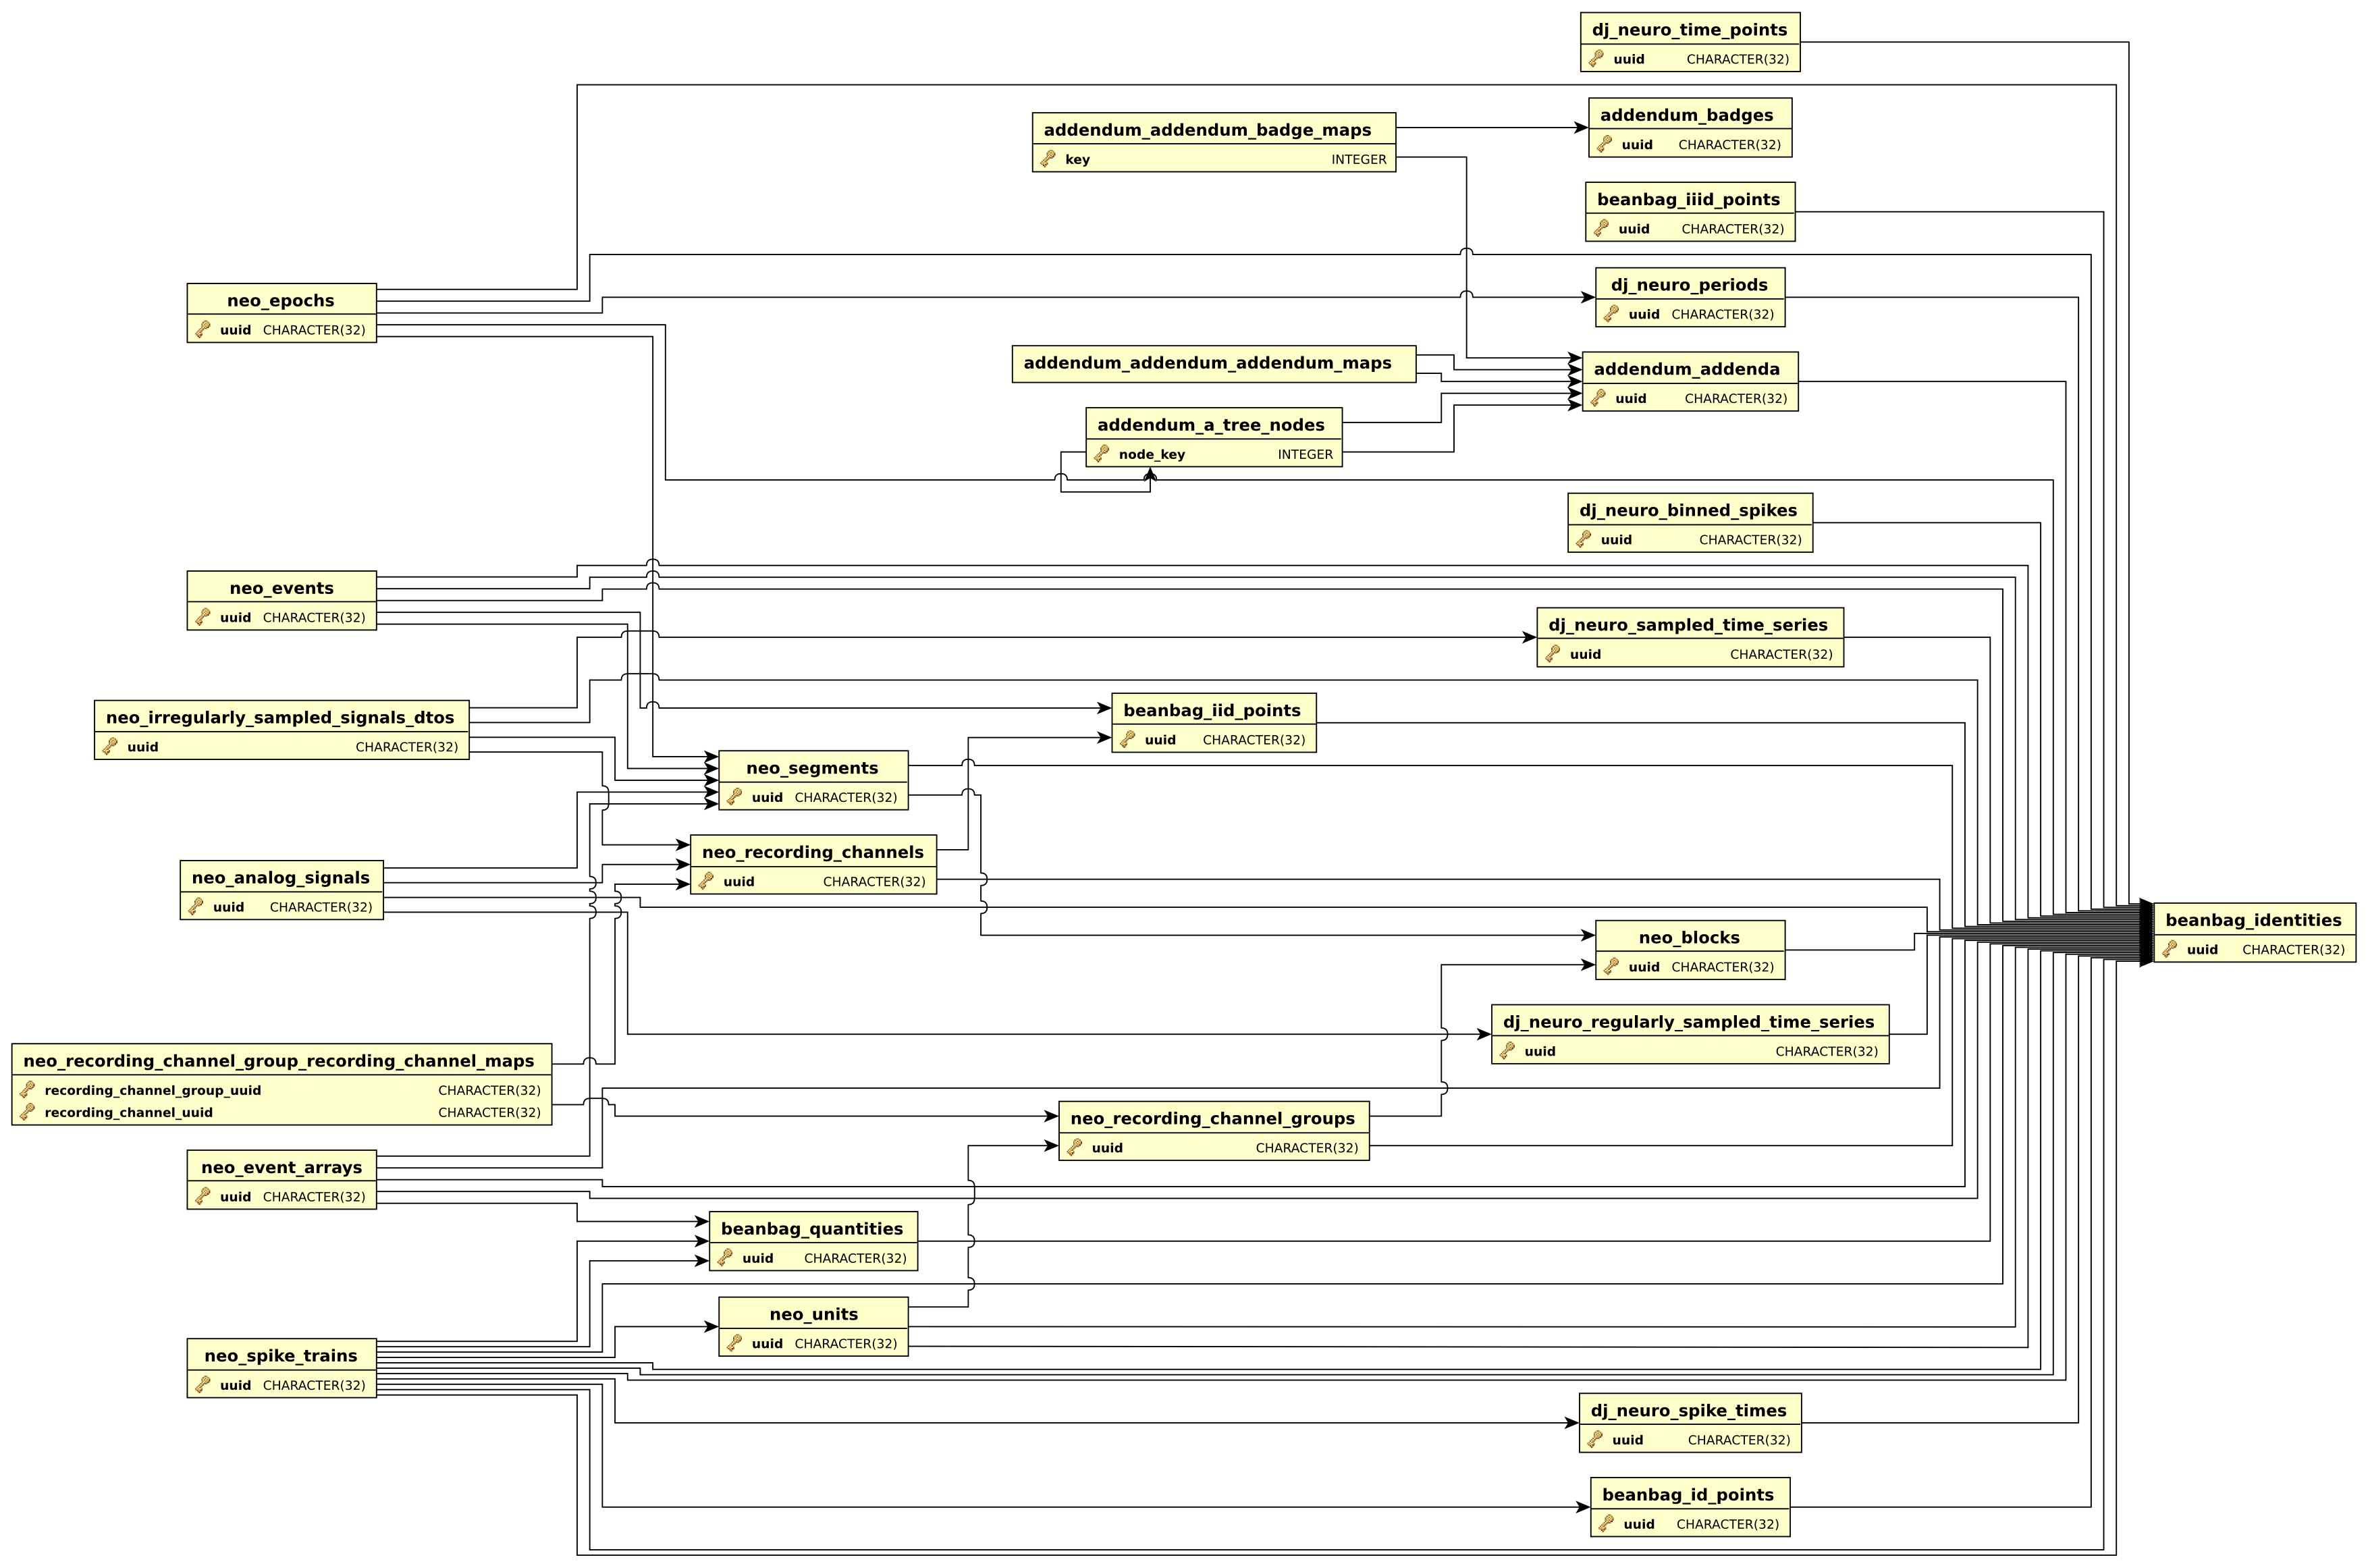 dj_neuro_time_points
uuid CHARACTER(32)
addendum_badges
uuid CHARACTER(32)
addendum_addendum_badge_maps
key INTEGER
beanbag_iiid_points
uuid CHARACTER(32)
dj_neuro_periods
uuid CHARACTER(32)
neo_epochs
uuid CHARACTER(32)
addendum_addendum_addendum_maps
addendum_addenda
uuid CHARACTER(32)
addendum_a_tree_nodes
node_key INTEGER
dj_neuro_binned_spikes
uuid CHARACTER(32)
neo_events
uuid CHARACTER(32)
dj_neuro_sampled_time_series
uuid CHARACTER(32)
neo_irregularly_sampled_signals_dtos
uuid CHARACTER(32)
beanbag_iid_points
uuid CHARACTER(32)
neo_segments
uuid CHARACTER(32)
neo_recording_channels
uuid CHARACTER(32)
neo_analog_signals
uuid CHARACTER(32)
beanbag_identities
uuid CHARACTER(32)
neo_blocks
uuid CHARACTER(32)
dj_neuro_regularly_sampled_time_series
uuid CHARACTER(32)
neo_recording_channel_group_recording_channel_maps
recording_channel_group_uuid CHARACTER(32)
recording_channel_uuid CHARACTER(32)
neo_recording_channel_groups
uuid CHARACTER(32)
neo_event_arrays
uuid CHARACTER(32)
beanbag_quantities
uuid CHARACTER(32)
neo_units
uuid CHARACTER(32)
neo_spike_trains
uuid CHARACTER(32)
dj_neuro_spike_times
uuid CHARACTER(32)
beanbag_id_points
uuid CHARACTER(32)